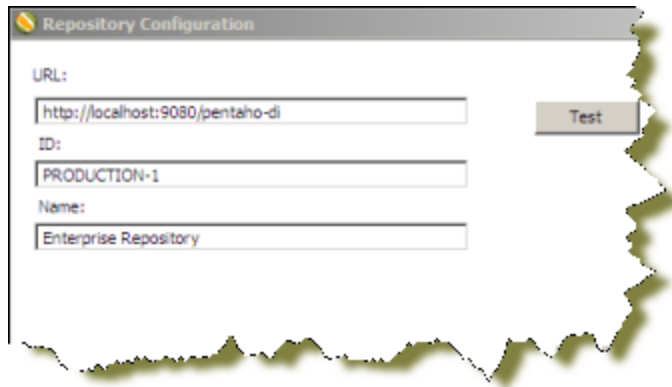 Repository Configuration
URL:
http://localhost:9080/pentaho-di
Test
ID:
PRODUCTION-1
Name:
Enterprise Repository